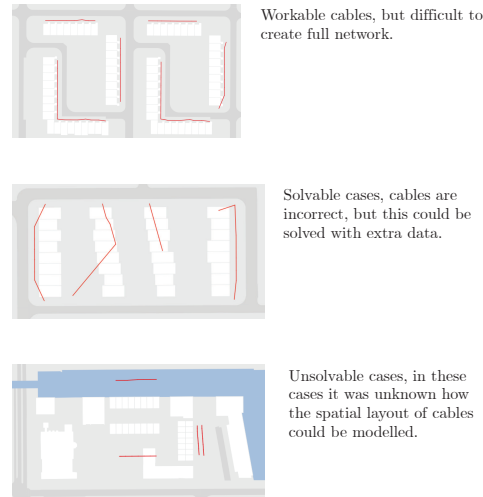 Workable cables, but difficult to
create full network.
Solvable cases, cables are
incorrect, but this could be
solved with extra data.
Unsolvable cases, in these
cases it was unknown how
the spatial layout of cables
could be modelled.